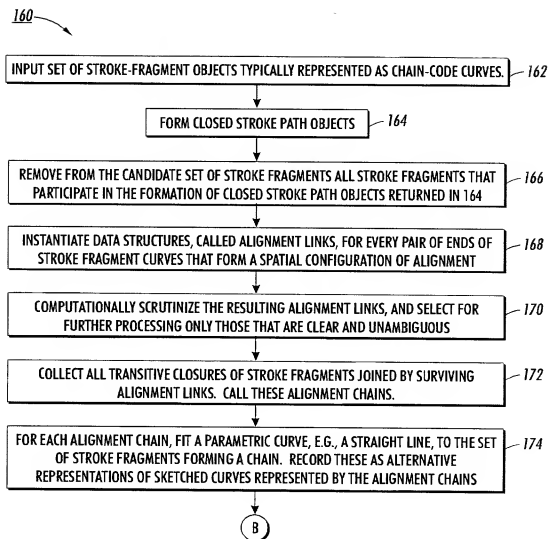 160
INPUT SET OF STROKE-FRAGMENT OBJECTS TYPICALLY REPRESENTED AS CHAIN-CODE CURVES.
162
FORM CLOSED STROKE PATH OBJECTS
164
REMOVE FROM THE CANDIDATE SET OF STROKE FRAGMENTS ALL STROKE FRAGMENTS THAT
PARTICIPATE IN THE FORMATION OF CLOSED STROKE PATH OBJECTS RETURNED IN 164
166
INSTANTIATE DATA STRUCTURES, CALLED ALIGNMENT LINKS, FOR EVERY PAIR OF ENDS OF
STROKE FRAGMENT CURVES THAT FORM A SPATIAL CONFIGURATION OF ALIGNMENT
168
COMPUTATIONALLY SCRUTINIZE THE RESULTING ALIGNMENT LINKS, AND SELECT FOR
FURTHER PROCESSING ONLY THOSE THAT ARE CLEAR AND UNAMBIGUOUS
170
COLLECT ALL TRANSITIVE CLOSURES OF STROKE FRAGMENTS JOINED BY SURVIVING
ALIGNMENT LINKS. CALL THESE ALIGNMENT CHAINS.
172
FOR EACH ALIGNMENT CHAIN, FIT A PARAMETRIC CURVE, E.G., A STRAIGHT LINE, TO THE SET
OF STROKE FRAGMENTS FORMING A CHAIN. RECORD THESE AS ALTERNATIVE
REPRESENTATIONS OF SKETCHED CURVES REPRESENTED BY THE ALIGNMENT CHAINS
174
B